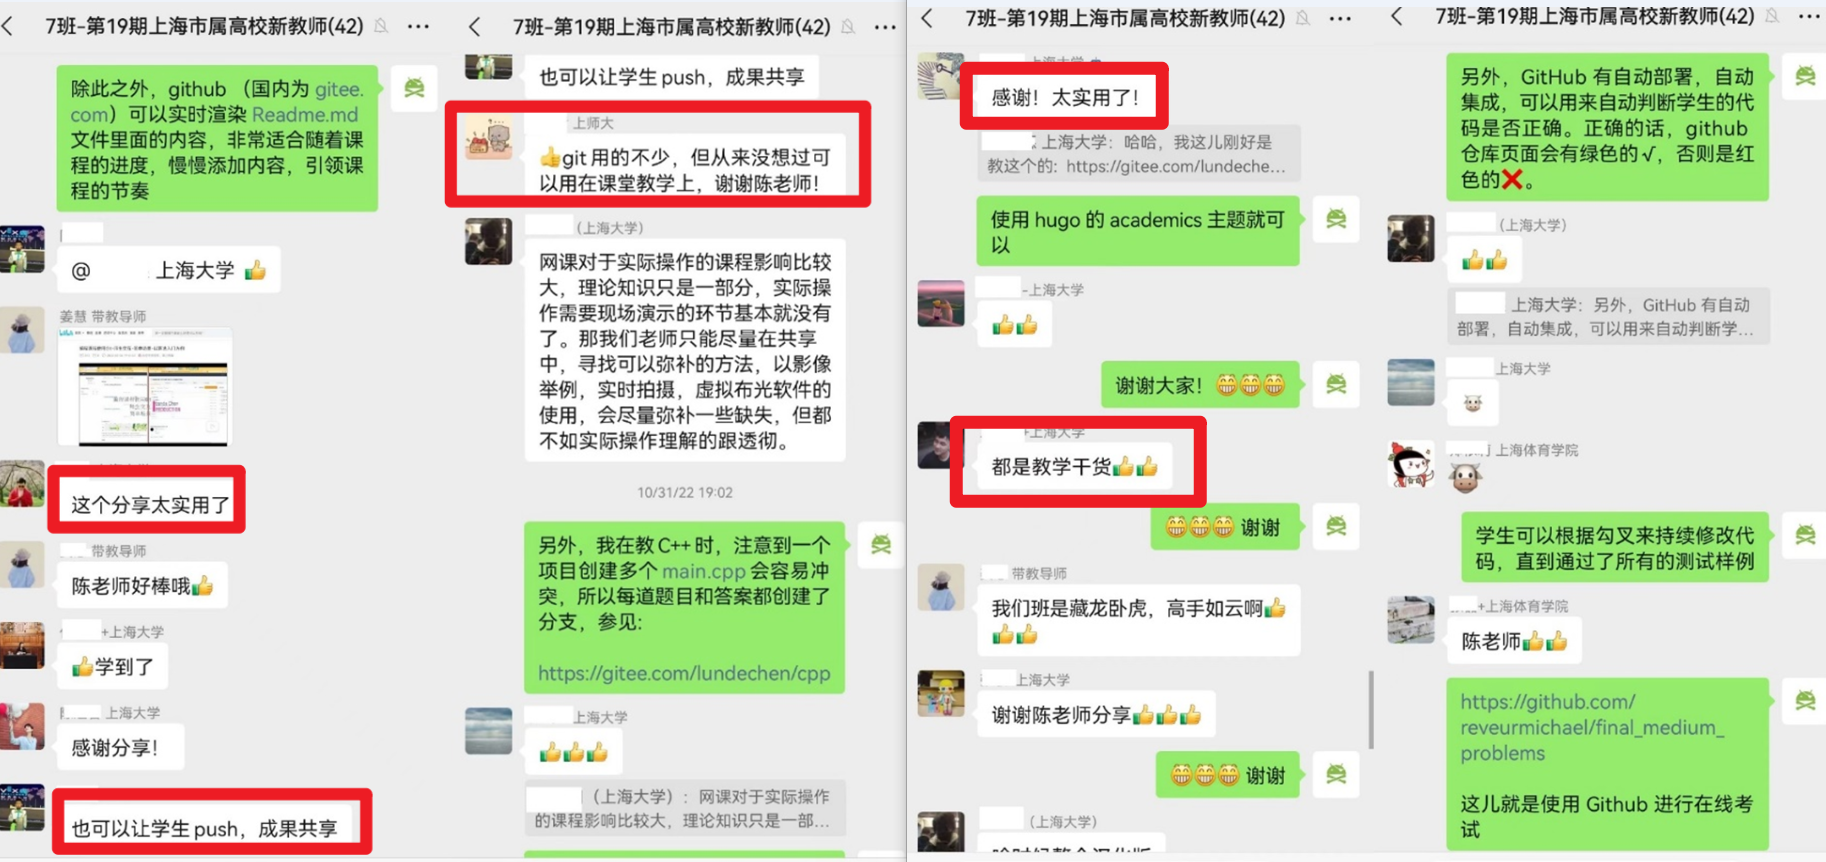 7班-第19期上海市属高校新教师(42)
除此之外，github （国内为 gitee.
com）可以实时渲染 Readme.md
文件里面的内容，非常适合随着课
程的进度，慢慢添加内容，引领课
程的节奏
@ 上海大学 👍
姜慧 带教导师
这个分享太实用了
带教导师
陈老师好棒哦👍
+上海大学
👍学到了
上海大学
感谢分享！
也可以让学生 push，成果共享
7班-第19期上海市属高校新教师(42)
也可以让学生 push，成果共享
上师大
👍git 用的不少，但从来没想过可
以用在课堂教学上，谢谢陈老师！
(上海大学)
网课对于实际操作的课程影响比较
大，理论知识只是一部分，实际操
作需要现场演示的环节基本就没有
了。那我们老师只能尽量在共享
中，寻找可以弥补的方法，以影像
举例，实时拍摄，虚拟布光软件的
使用，会尽量弥补一些缺失，但都
不如实际操作理解的跟透彻。
10/31/22 19:02
另外，我在教 C++ 时，注意到一个
项目创建多个 main.cpp 会容易冲
突，所以每道题目和答案都创建了
分支，参见:
https://gitee.com/lundechen/cpp
上海大学
👍👍👍
（上海大学）: 网课对于实际操作
的课程影响比较大，理论知识只是一部...
7班-第19期上海市属高校新教师(42)
感谢！太实用了！
上海大学：哈哈，我这儿刚好是
教这个的: https://gitee.com/lundeche...
使用 hugo 的 academics 主题就可
以
-上海大学
👍👍
谢谢大家！😁😁😁
+上海大学
都是教学干货👍👍
😁😁😁 谢谢
带教导师
我们班是藏龙卧虎，高手如云啊👍
👍👍
上海大学
谢谢陈老师分享👍👍👍
😁😁😁 谢谢
（上海大学）
7班-第19期上海市属高校新教师(42)
另外，GitHub 有自动部署，自动
集成，可以用来自动判断学生的代
码是否正确。正确的话，github
仓库页面会有绿色的 √，否则是红
色的❌。
(上海大学)
👍👍
上海大学：另外，GitHub 有自动
部署，自动集成，可以用来自动判断学...
上海大学
🐮
上海体育学院
🐮
学生可以根据勾叉来持续修改代
码，直到通过了所有的测试样例
+上海体育学院
陈老师👍👍
https://github.com/
reveurmichael/final_medium_
problems
这儿就是使用 Github 进行在线考
试